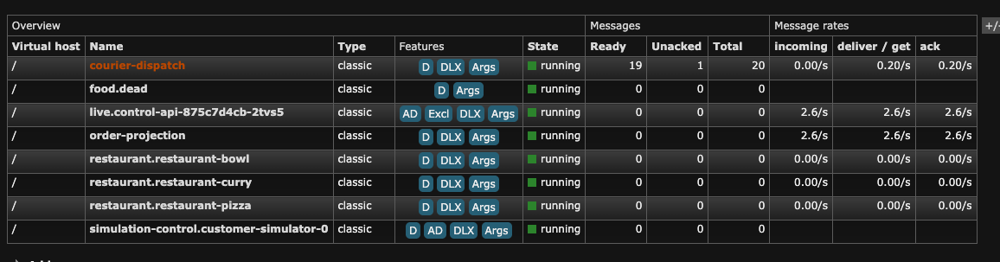 Overview Messages Message rates +/-
Virtual host Name Type Features State Ready Unacked Total incoming deliver / get ack
/ courier-dispatch classic D DLX Args running 19 1 20 0.00/s 0.20/s 0.20/s
/ food.dead classic D Args running 0 0 0
/ live.control-api-875c7d4cb-2tvs5 classic AD Excl DLX Args running 0 0 0 2.6/s 2.6/s 2.6/s
/ order-projection classic D DLX Args running 0 0 0 2.6/s 2.6/s 2.6/s
/ restaurant.restaurant-bowl classic D DLX Args running 0 0 0 0.00/s 0.00/s 0.00/s
/ restaurant.restaurant-curry classic D DLX Args running 0 0 0 0.00/s 0.00/s 0.00/s
/ restaurant.restaurant-pizza classic D DLX Args running 0 0 0 0.00/s 0.00/s 0.00/s
/ simulation-control.customer-simulator-0 classic D AD DLX Args running 0 0 0